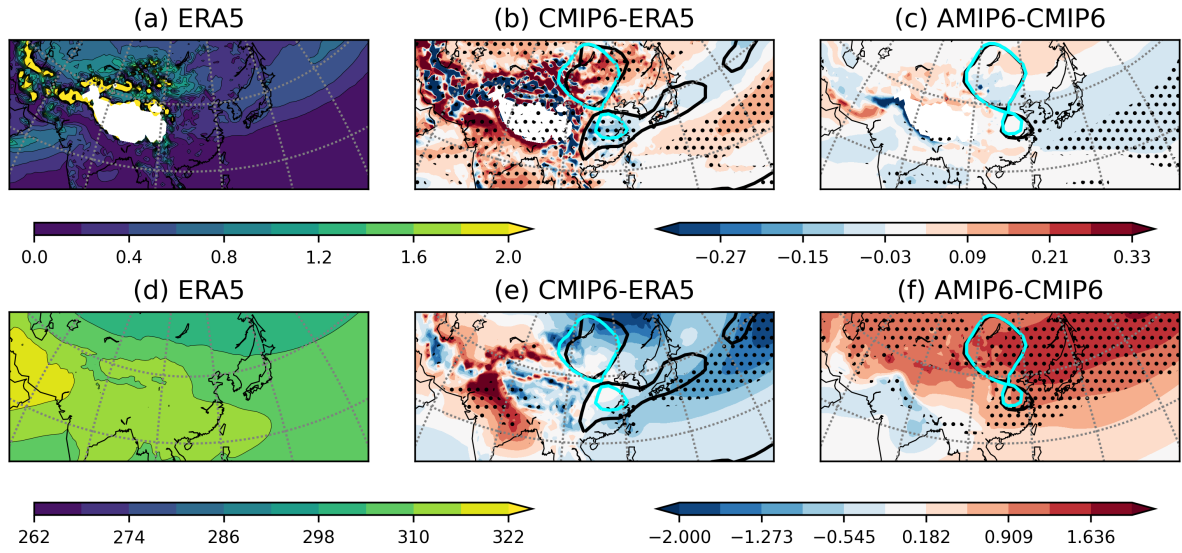 (a) ERA5
(b) CMIP6-ERA5
(c) AMIP6-CMIP6
0.0 0.4 0.8 1.2 1.6 2.0
−0.27 −0.15 −0.03 0.09 0.21 0.33
(d) ERA5
(e) CMIP6-ERA5
(f) AMIP6-CMIP6
262 274 286 298 310 322
−2.000 −1.273 −0.545 0.182 0.909 1.636